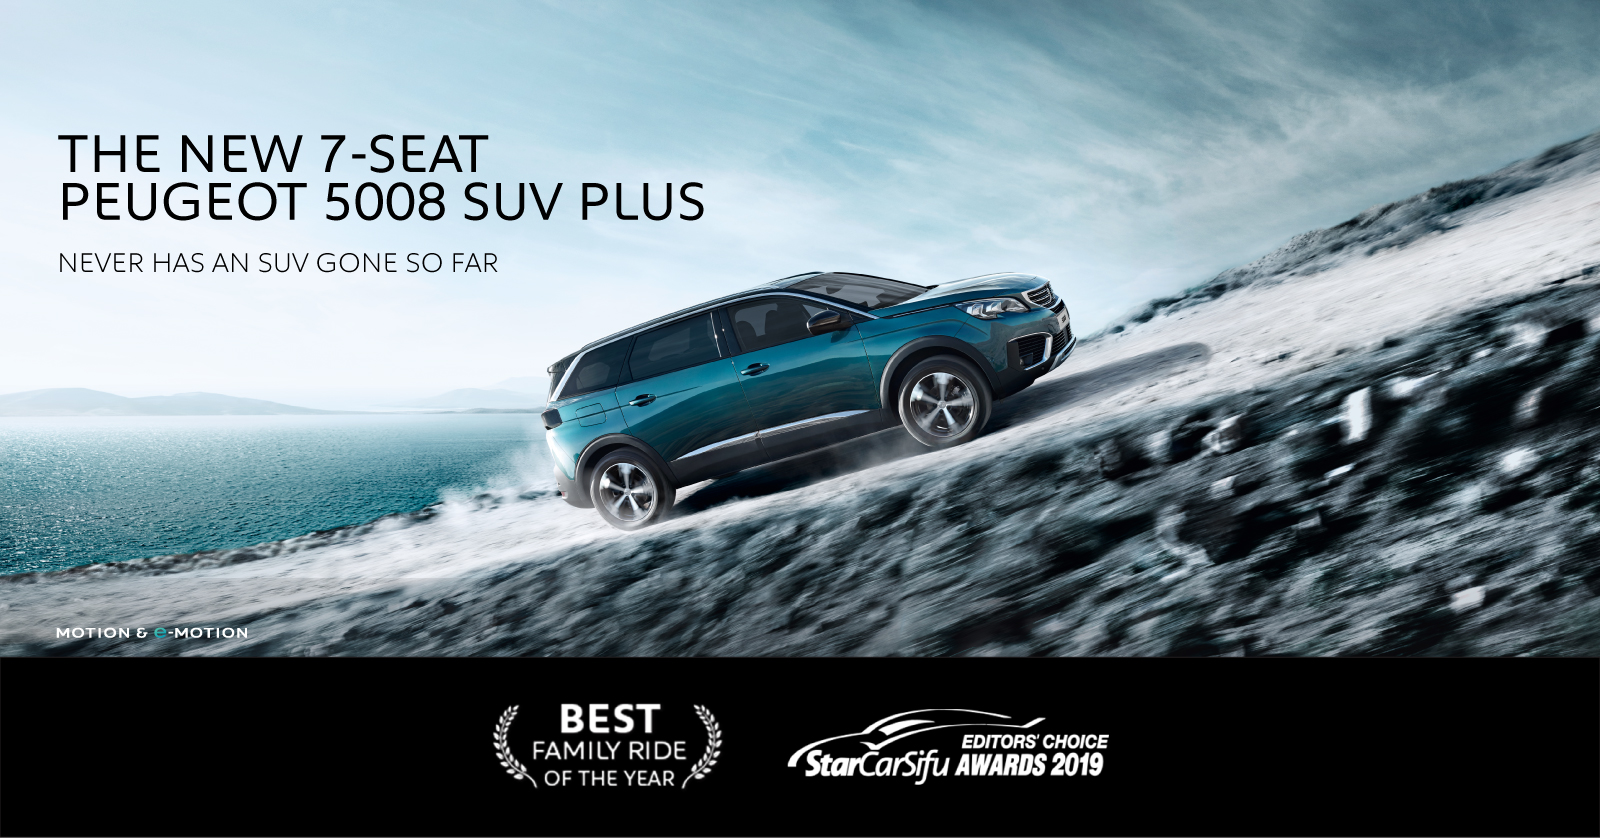 THE NEW 7-SEAT
PEUGEOT 5008 SUV PLUS
NEVER HAS AN SUV GONE SO FAR
MOTION & e-MOTION
BEST
FAMILY RIDE
OF THE YEAR
EDITORS' CHOICE
StarCarSifu AWARDS 2019